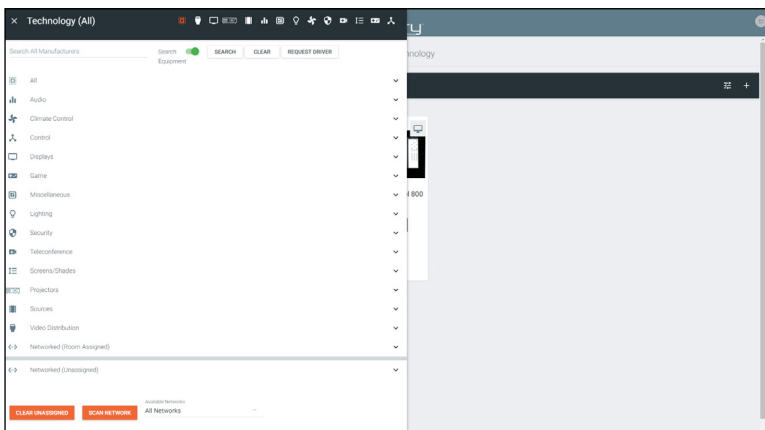 Technology (All)
ry
Search All Manufacturers
Search
Equipment
SEARCH
CLEAR
REQUEST DRIVER
nology
All
Audio
Climate Control
Control
Displays
Game
Miscellaneous
l 800
Lighting
Security
Teleconference
Screens/Shades
Projectors
Sources
Video Distribution
Networked (Room Assigned)
Networked (Unassigned)
Available Networks
CLEAR UNASSIGNED
SCAN NETWORK
All Networks